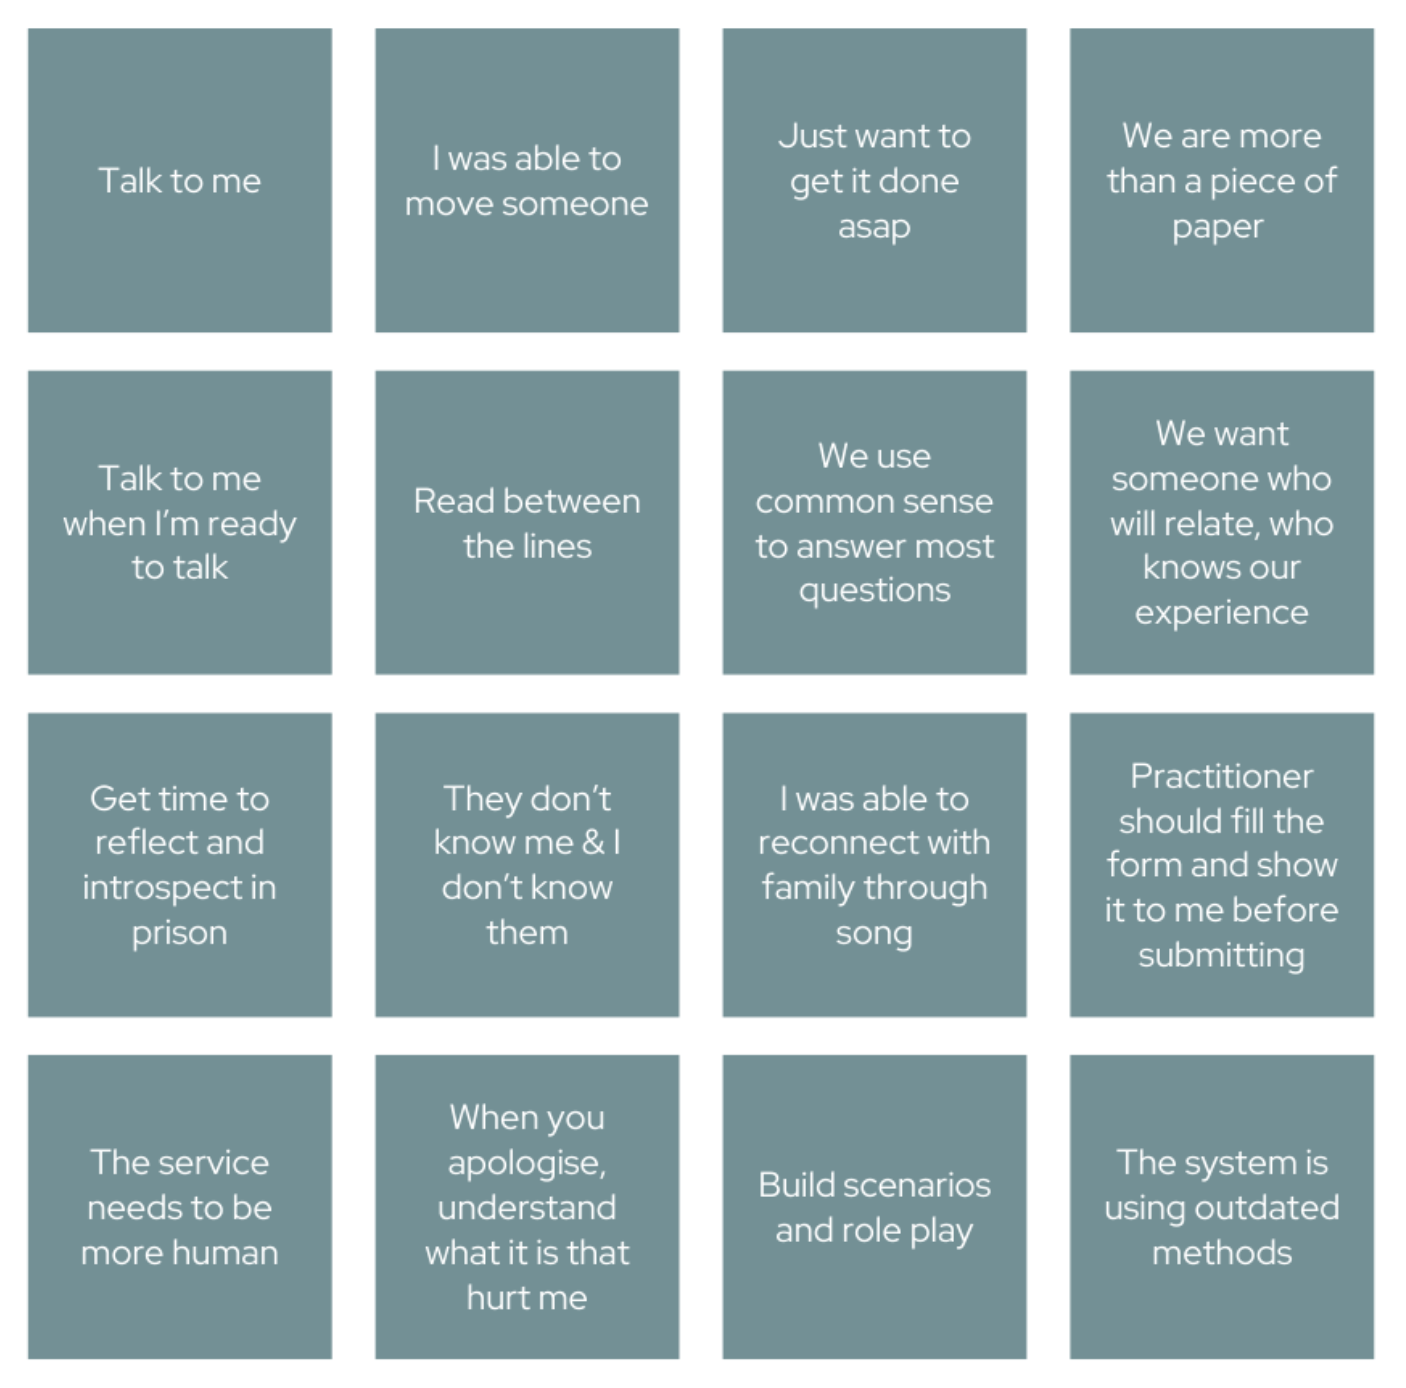 Talk to me
I was able to
move someone
Just want to
get it done
asap
We are more
than a piece of
paper
Talk to me
when I’m ready
to talk
Read between
the lines
We use
common sense
to answer most
questions
We want
someone who
will relate, who
knows our
experience
Get time to
reflect and
introspect in
prison
They don’t
know me & I
don’t know
them
I was able to
reconnect with
family through
song
Practitioner
should fill the
form and show
it to me before
submitting
The service
needs to be
more human
When you
apologise,
understand
what it is that
hurt me
Build scenarios
and role play
The system is
using outdated
methods